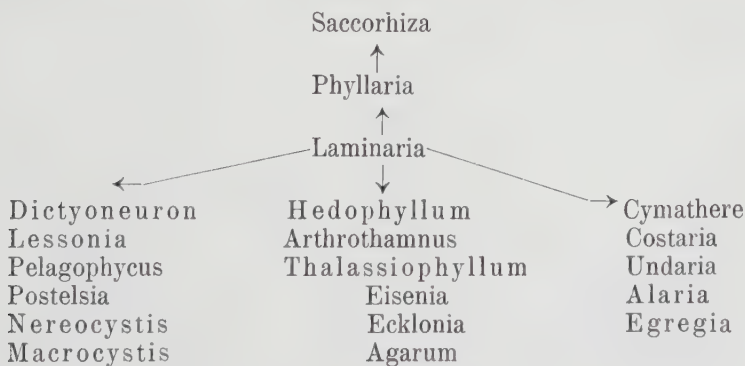 Saccorhiza
Phyllaria
Laminaria
Dictyoneuron
Lessonia
Pelagophycus
Postelsia
Nereocystis
Macrocystis
Hedophyllum
Arthrothamnus
Thalassiophyllum
Eisenia
Ecklonia
Agarum
Cymathere
Costaria
Undaria
Alaria
Egregia